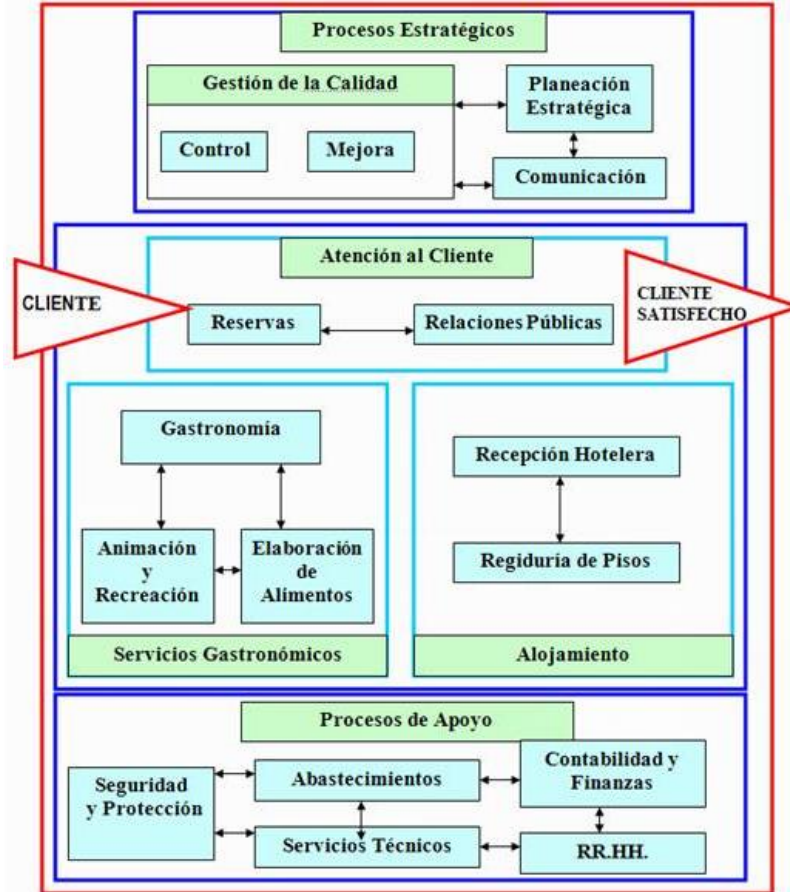 Procesos Estratégicos
Gestión de la Calidad
Control
Mejora
Planeación
Estratégica
Comunicación
Atención al Cliente
CLIENTE
Reservas
Relaciones Públicas
CLIENTE
SATISFECHO
Gastronomía
Animación
y
Recreación
Elaboración
de
Alimentos
Servicios Gastronómicos
Recepción Hotelera
Regiduría de Pisos
Alojamiento
Procesos de Apoyo
Seguridad
y Protección
Abastecimientos
Servicios Técnicos
Contabilidad y
Finanzas
RR.HH.